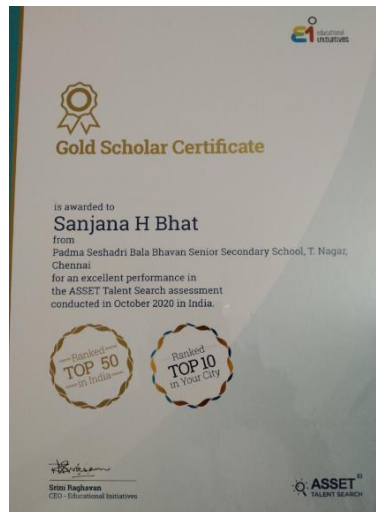 Ei educational
initiatives
Gold Scholar Certificate
is awarded to
Sanjana H Bhat
from
Padma Seshadri Bala Bhavan Senior Secondary School, T. Nagar,
Chennai
for an excellent performance in
the ASSET Talent Search assessment
conducted in October 2020 in India.
Ranked
TOP 50
in India
Ranked
TOP 10
in Your City
Srini Raghavan
CEO - Educational Initiatives
Ei
ASSET
TALENT SEARCH